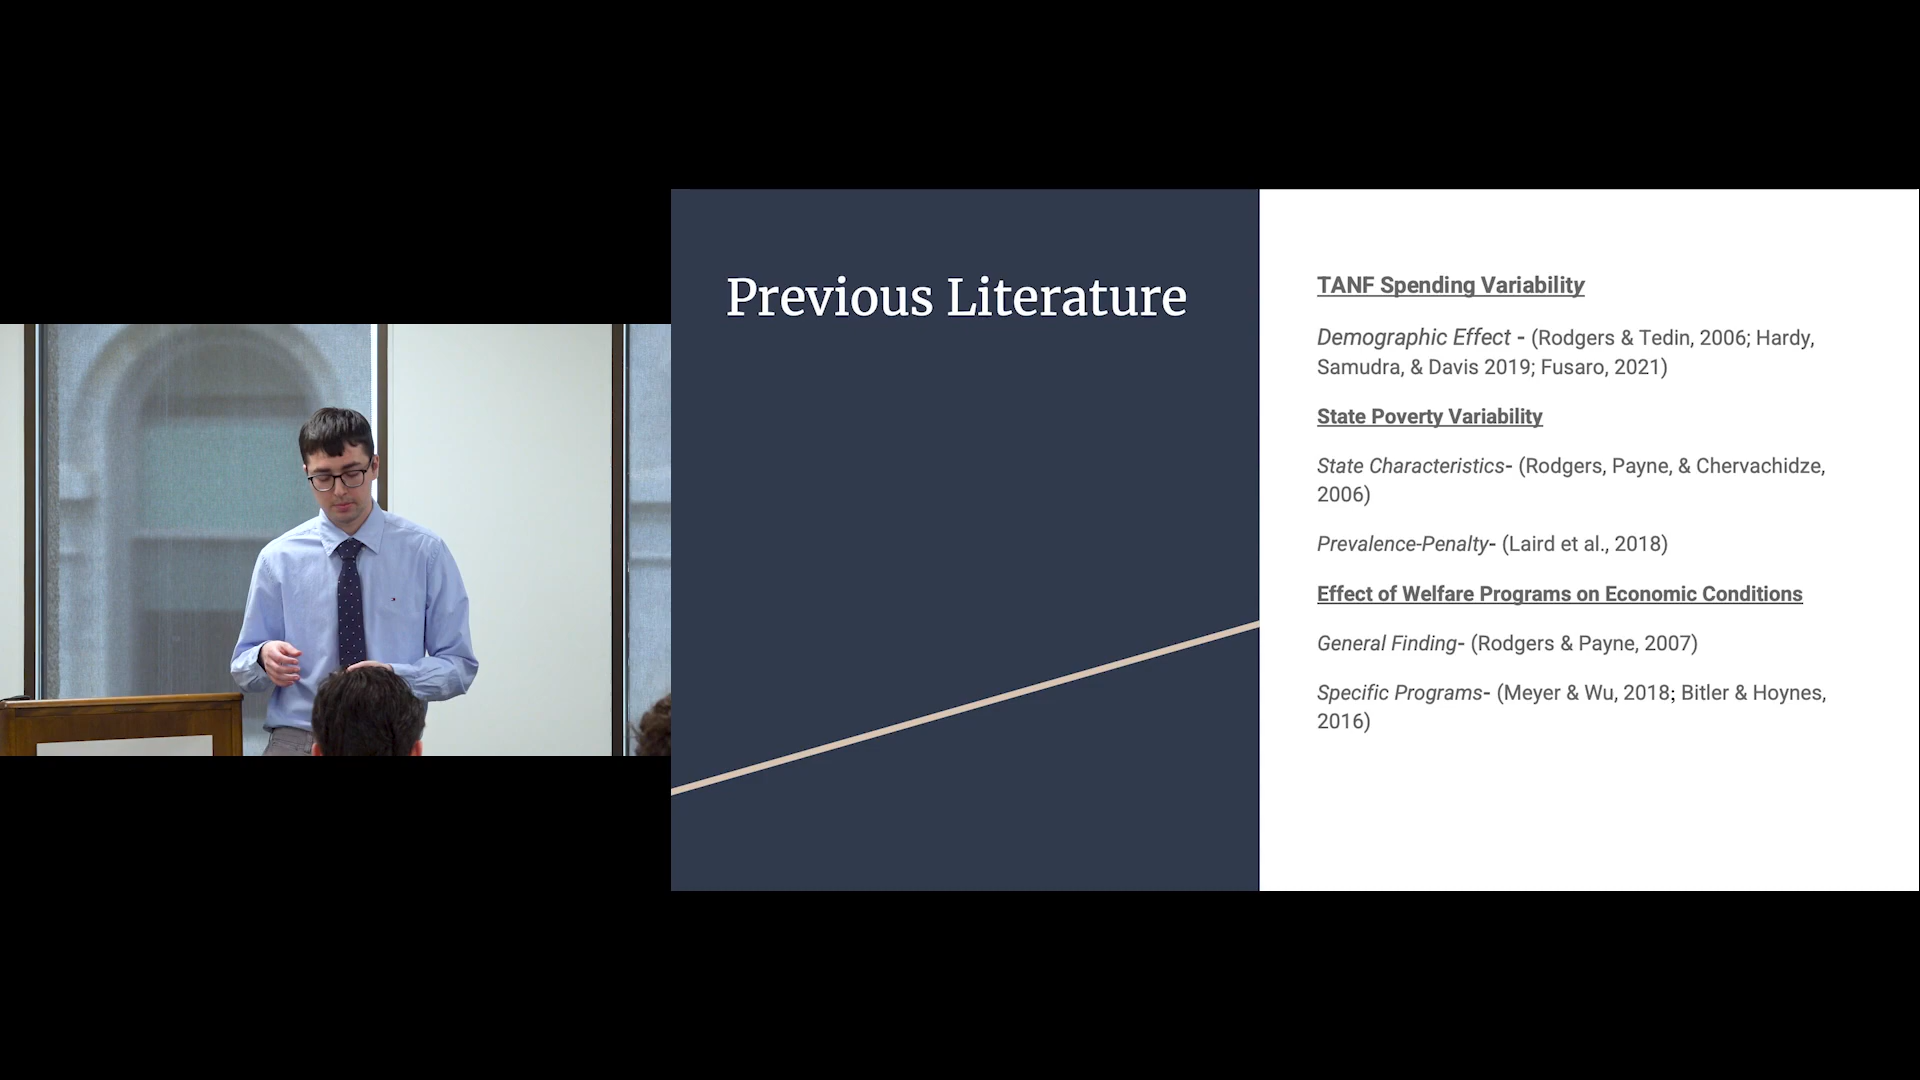 Previous Literature
TANF Spending Variability
Demographic Effect - (Rodgers & Tedin, 2006; Hardy,
Samudra, & Davis 2019; Fusaro, 2021)
State Poverty Variability
State Characteristics- (Rodgers, Payne, & Chervachidze,
2006)
Prevalence-Penalty- (Laird et al., 2018)
Effect of Welfare Programs on Economic Conditions
General Finding- (Rodgers & Payne, 2007)
Specific Programs- (Meyer & Wu, 2018; Bitler & Hoynes,
2016)